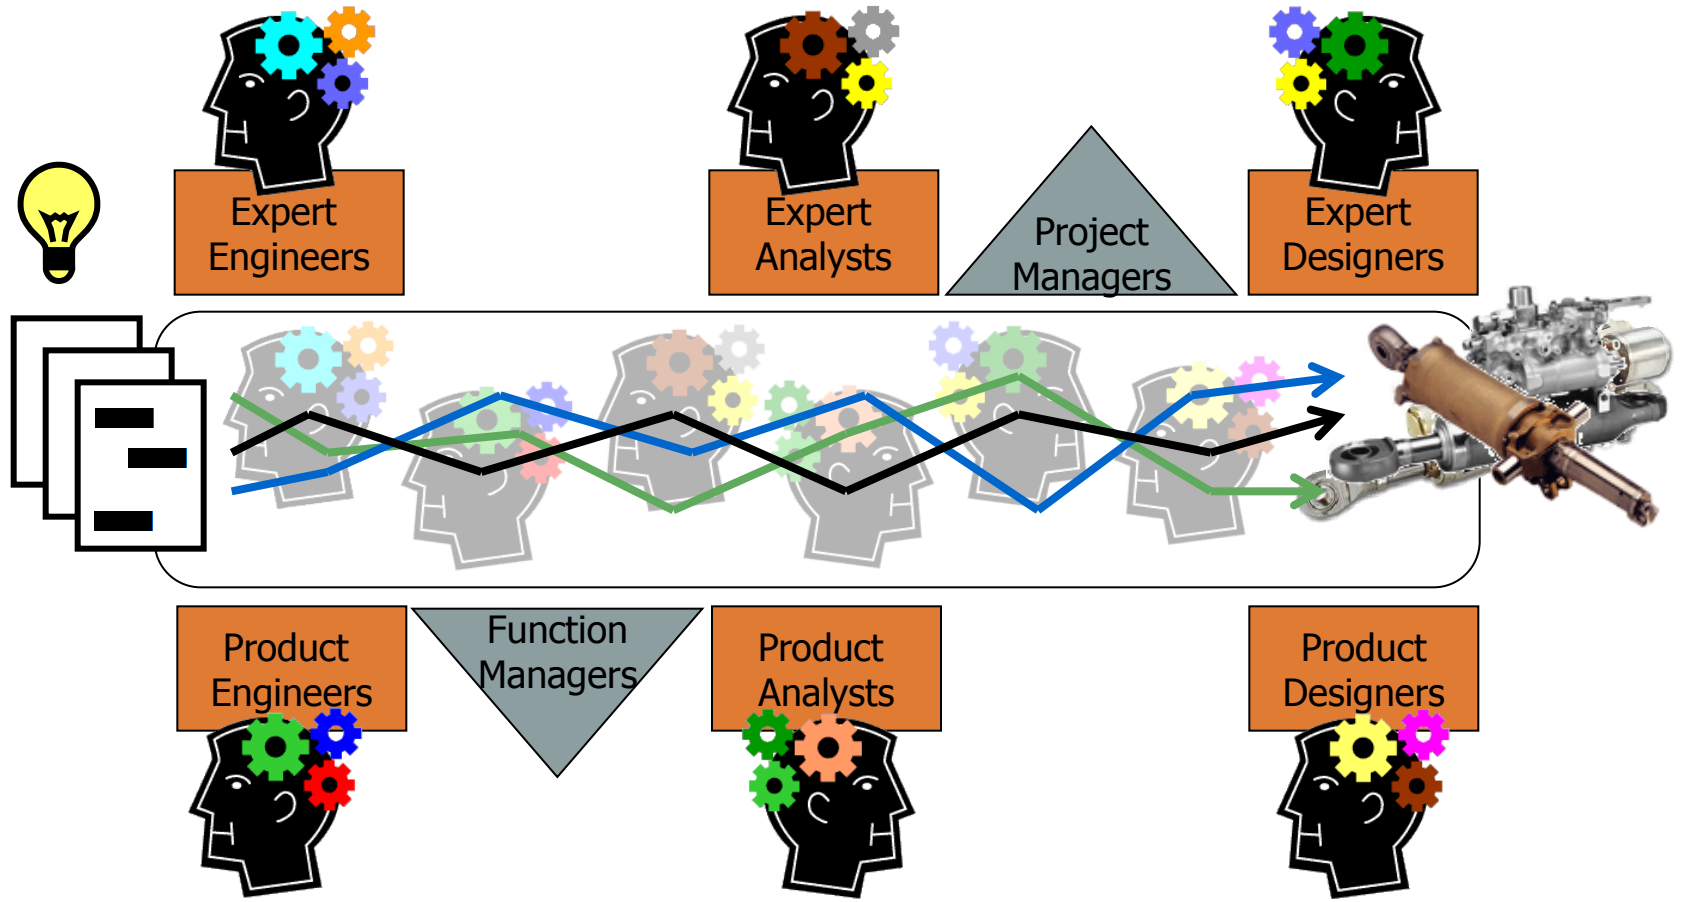 Expert
Engineers
Expert
Analysts
Project
Managers
Expert
Designers
Product
Engineers
Function
Managers
Product
Analysts
Product
Designers